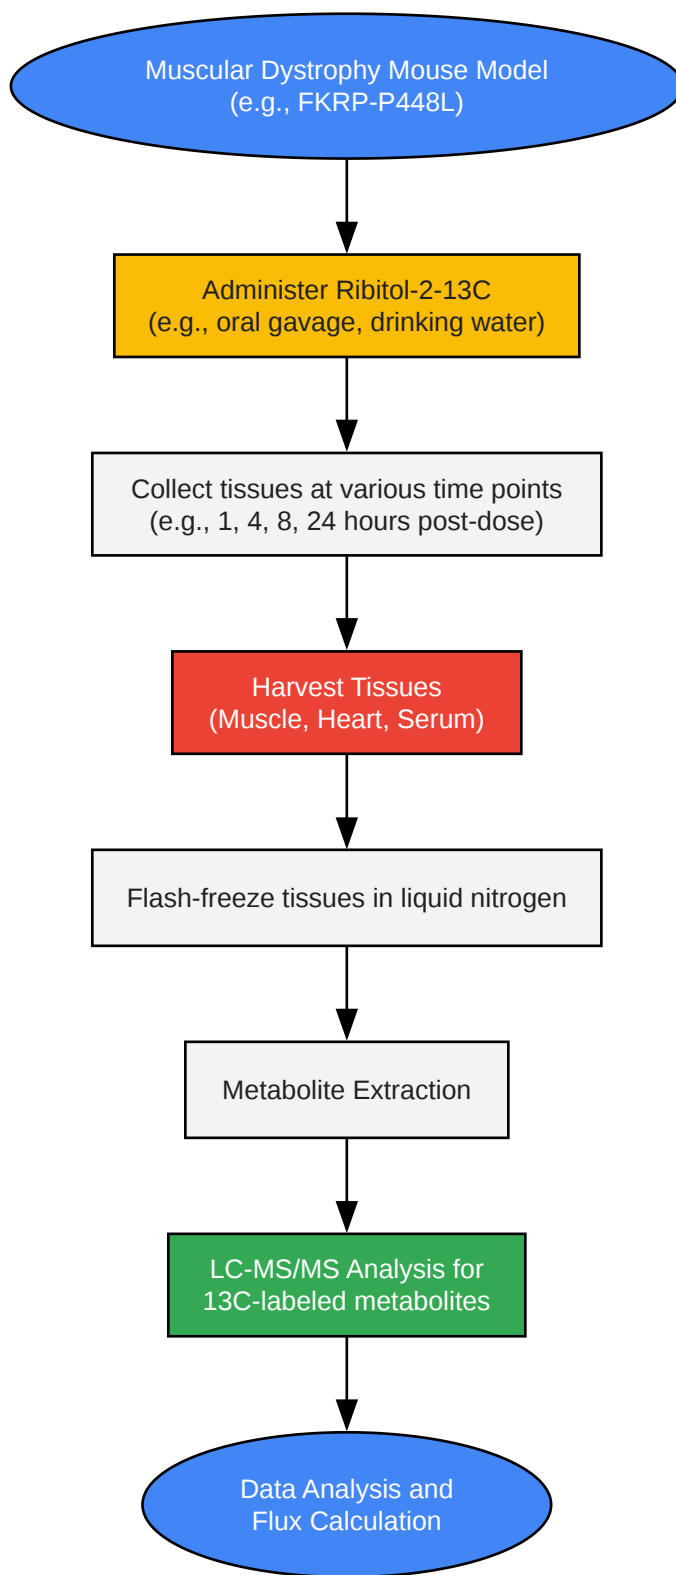 Muscular Dystrophy Mouse Model
(e.g., FKRP-P448L)
Administer Ribitol-2-13C
(e.g., oral gavage, drinking water)
Collect tissues at various time points
(e.g., 1, 4, 8, 24 hours post-dose)
Harvest Tissues
(Muscle, Heart, Serum)
Flash-freeze tissues in liquid nitrogen
Metabolite Extraction
LC-MS/MS Analysis for
13C-labeled metabolites
Data Analysis and
Flux Calculation